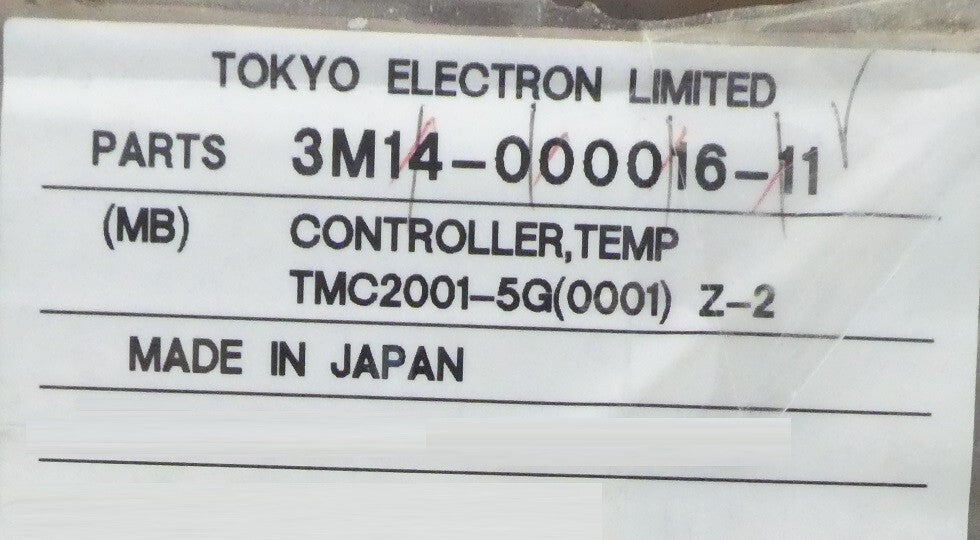 TOKYO ELECTRON LIMITED
PARTS 3M14-000016-11
(MB) CONTROLLER,TEMP
TMC2001-5G(0001) Z-2
MADE IN JAPAN